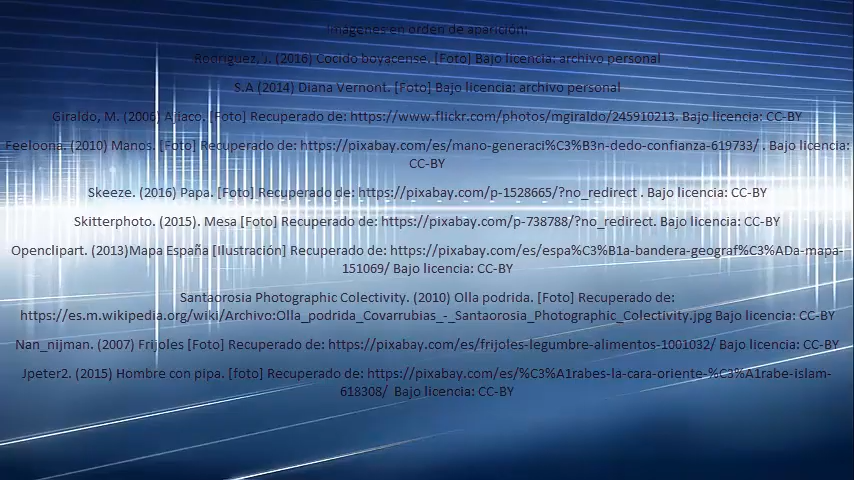 Imágenes en orden de aparición:
Rodríguez, J. (2016) Cocido boyacense. [Foto] Bajo licencia: archivo personal
S.A (2014) Diana Vernont. [Foto] Bajo licencia: archivo personal
Giraldo, M. (2006) Ajiaco. [Foto] Recuperado de: https://www.flickr.com/photos/mgiraldo/245910213. Bajo licencia: CC-BY
Feeloona. (2010) Manos. [Foto] Recuperado de: https://pixabay.com/es/mano-generaci%C3%B3n-dedo-confianza-619733/ . Bajo licencia:
CC-BY
Skeeze. (2016) Papa. [Foto] Recuperado de: https://pixabay.com/p-1528665/?no_redirect . Bajo licencia: CC-BY
Skitterphoto. (2015). Mesa [Foto] Recuperado de: https://pixabay.com/p-738788/?no_redirect. Bajo licencia: CC-BY
Openclipart. (2013)Mapa España [Ilustración] Recuperado de: https://pixabay.com/es/espa%C3%B1a-bandera-geograf%C3%ADa-mapa-
151069/ Bajo licencia: CC-BY
Santaorosia Photographic Colectivity. (2010) Olla podrida. [Foto] Recuperado de:
https://es.m.wikipedia.org/wiki/Archivo:Olla_podrida_Covarrubias_-_Santaorosia_Photographic_Colectivity.jpg Bajo licencia: CC-BY
Nan_nijman. (2007) Frijoles [Foto] Recuperado de: https://pixabay.com/es/frijoles-legumbre-alimentos-1001032/ Bajo licencia: CC-BY
Jpeter2. (2015) Hombre con pipa. [foto] Recuperado de: https://pixabay.com/es/%C3%A1rabes-la-cara-oriente-%C3%A1rabe-islam-
618308/ Bajo licencia: CC-BY